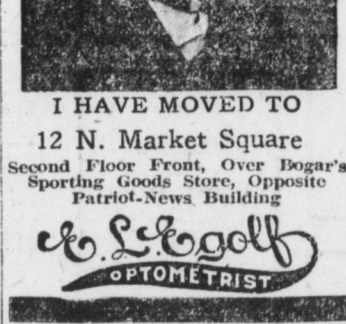 I HAVE MOVED TO
12 N. Market Square
Second Floor Front, Over Bogar's
Sporting Goods Store, Opposite
Patriot-News Building
E. L. Egolf
OPTOMETRIST